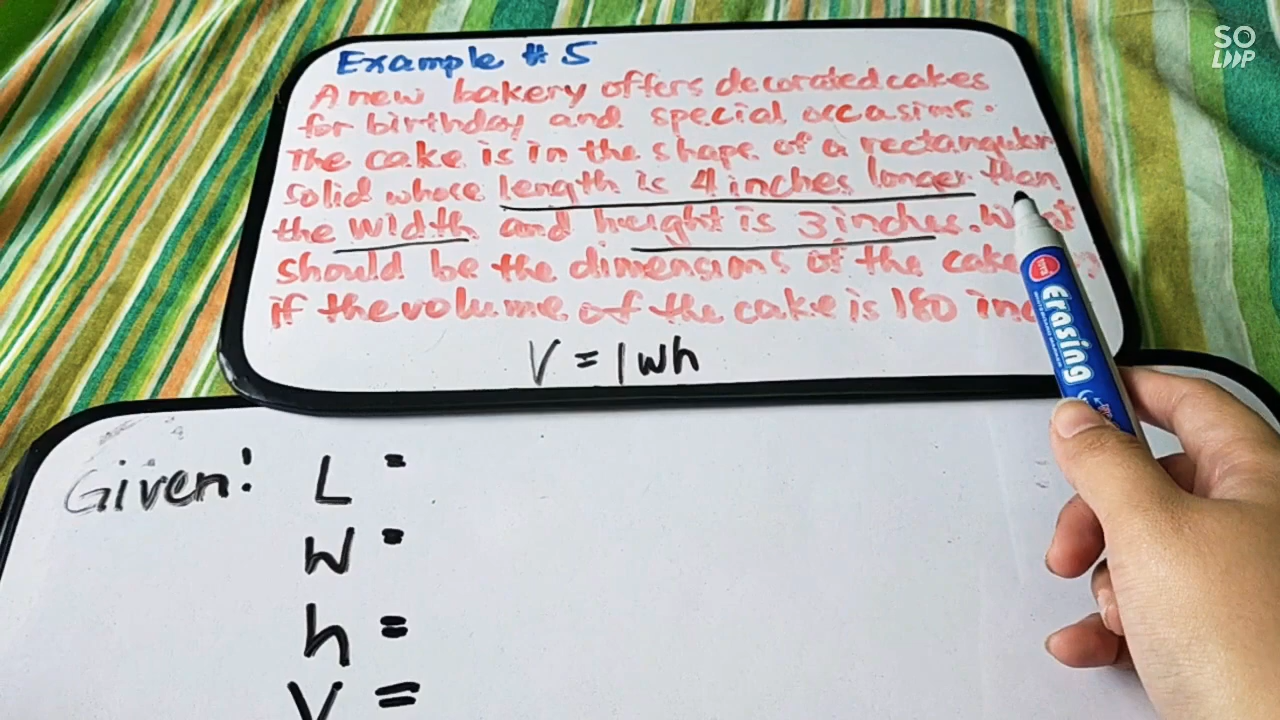 SO
LOOP
Example # 5
A new bakery offers decorated cakes
for birthday and special occasions.
The cake is in the shape of a rectangular
solid whose length is 4 inches longer than
the width and height is 3 inches. What
should be the dimensions of the cake
if the volume of the cake is 180
V = lwh
Given: L =
W =
h =
V =
Erasing